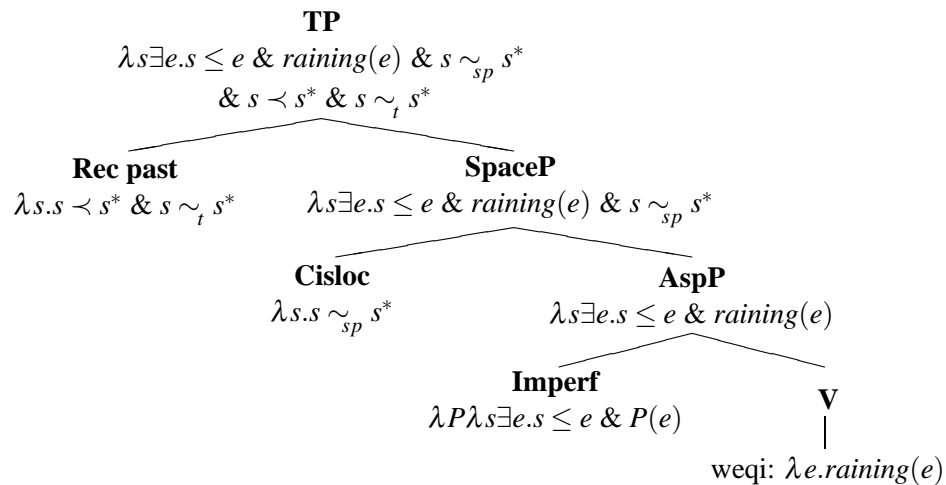 TP
λs∃e.s ≤ e & raining(e) & s ∼sp s*
& s ≺ s* & s ∼t s*
Rec past
λs.s ≺ s* & s ∼t s*
SpaceP
λs∃e.s ≤ e & raining(e) & s ∼sp s*
Cisloc
λs.s ∼sp s*
AspP
λs∃e.s ≤ e & raining(e)
Imperf
λPλs∃e.s ≤ e & P(e)
V
weqi: λe.raining(e)